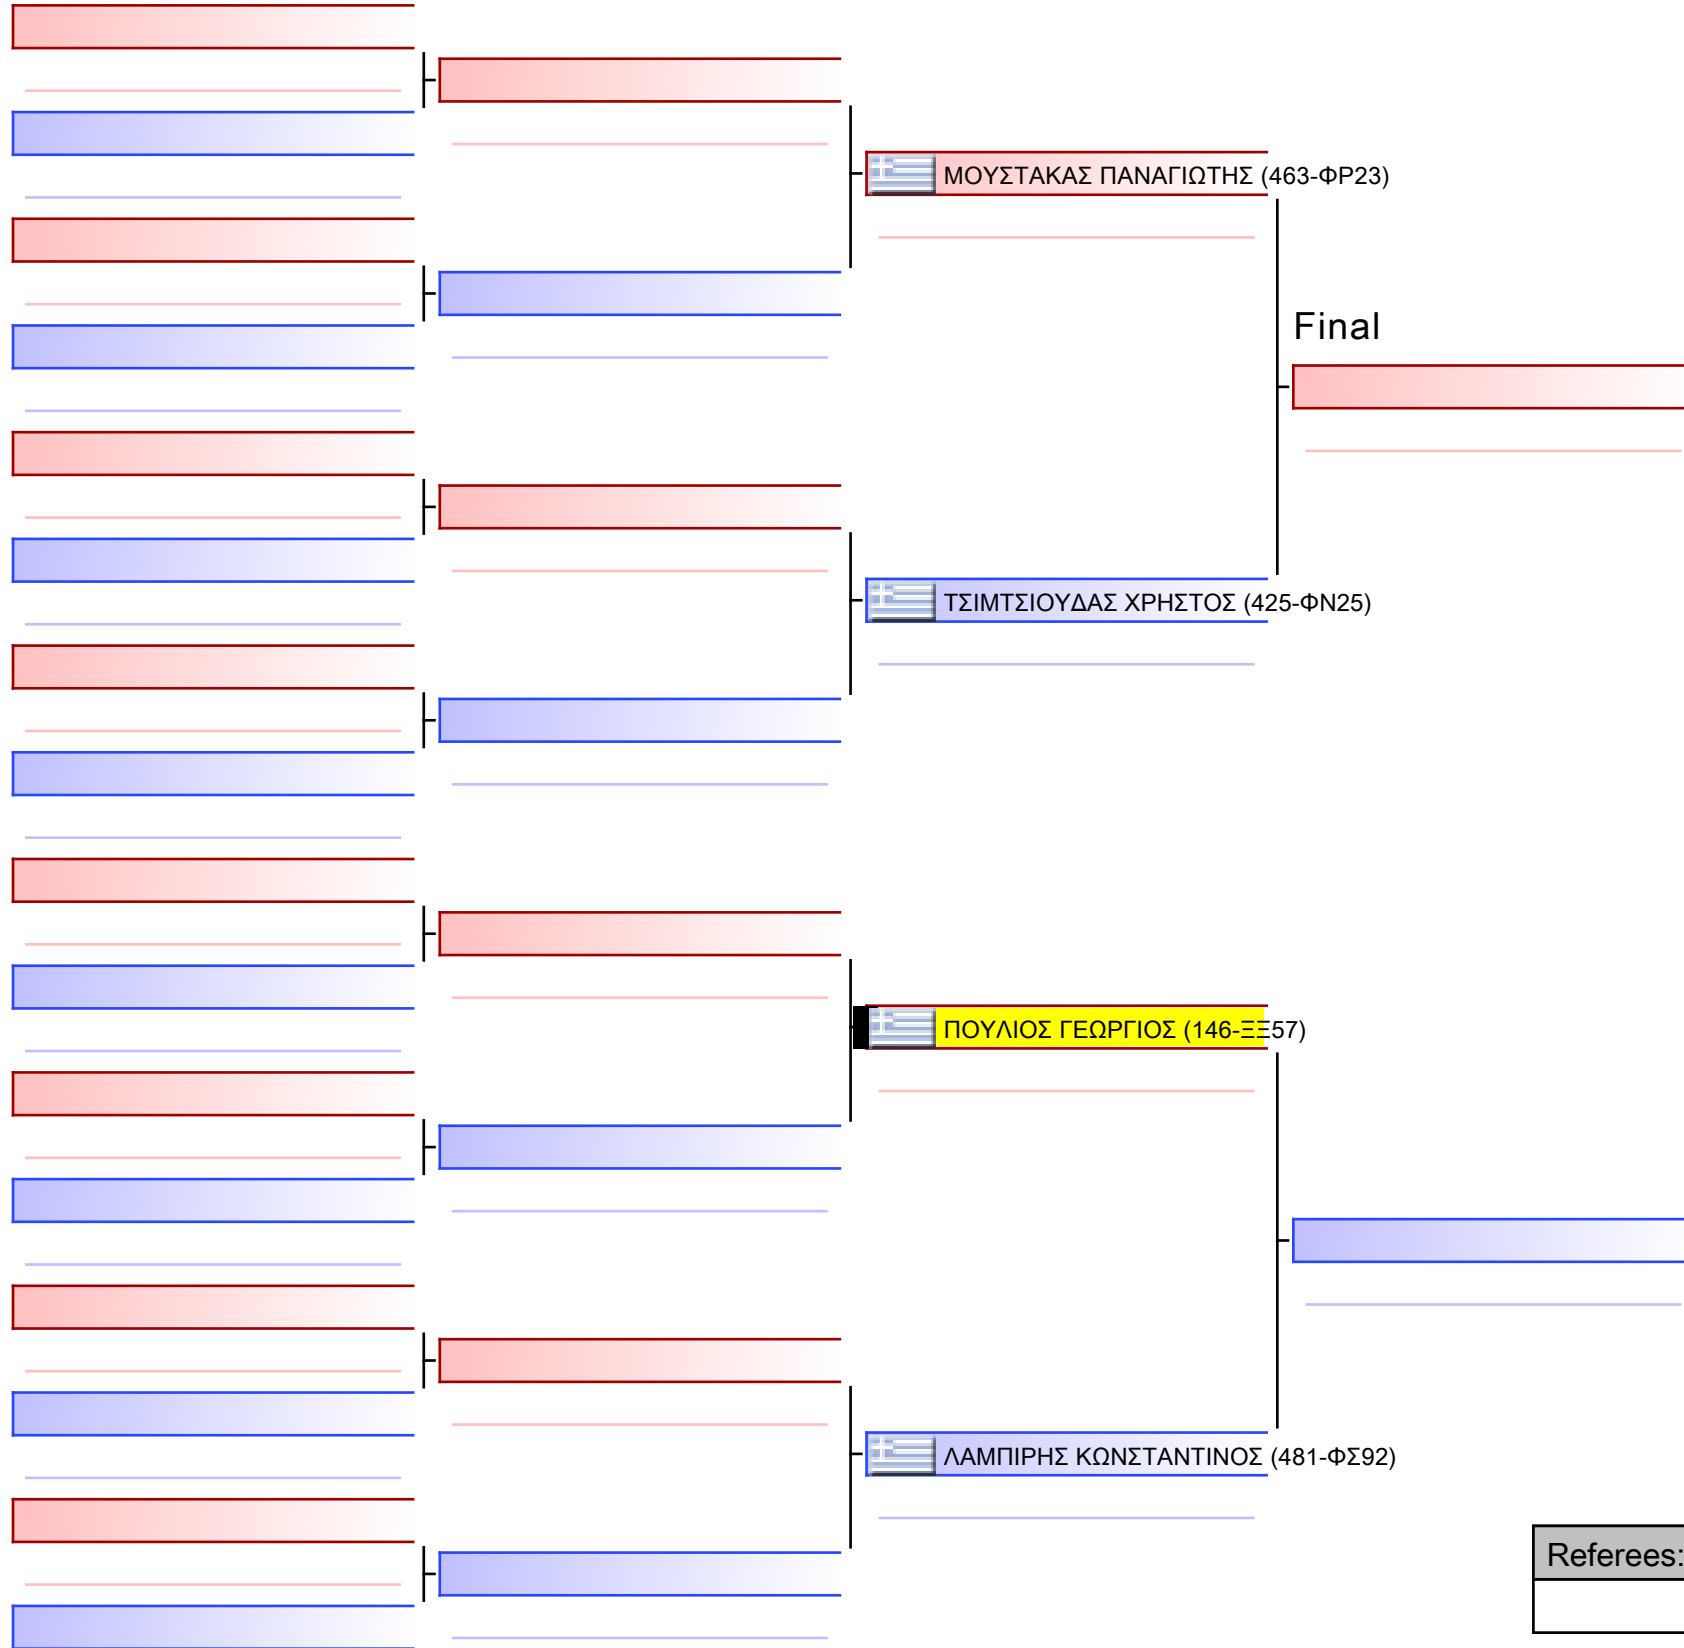 ΜΟΥΣΤΑΚΑΣ ΠΑΝΑΓΙΩΤΗΣ (463-ΦΡ23)
Final
ΤΣΙΜΤΣΙΟΥΔΑΣ ΧΡΗΣΤΟΣ (425-ΦΝ25)
ΠΟΥΛΙΟΣ ΓΕΩΡΓΙΟΣ (146-ΞΞ57)
ΛΑΜΠΙΡΗΣ ΚΩΝΣΤΑΝΤΙΝΟΣ (481-ΦΣ92)
Referees: